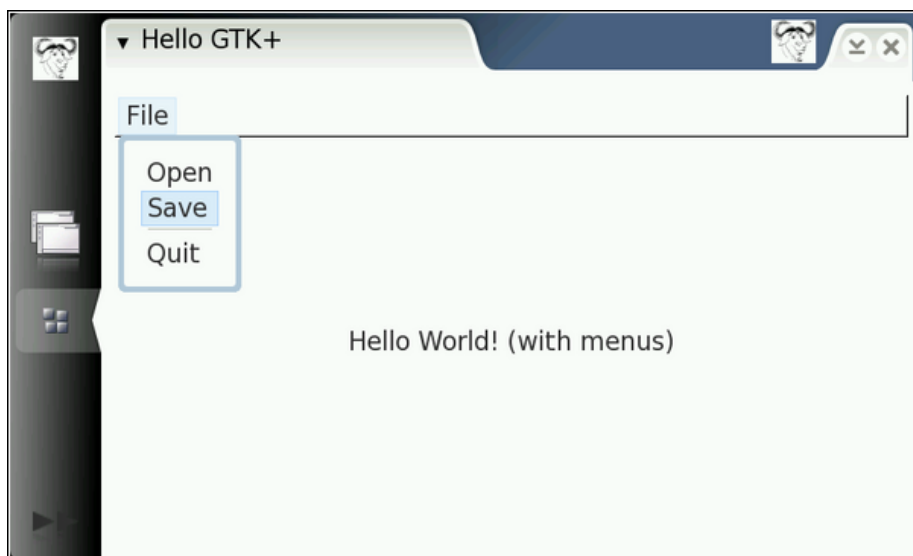 Hello GTK+
File
Open
Save
Quit
Hello World! (with menus)